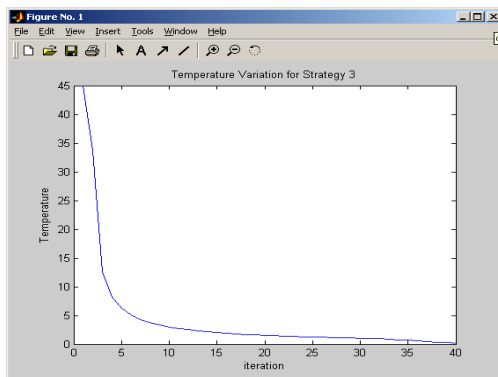 Figure No. 1
File Edit View Insert Tools Window Help
A
Temperature Variation for Strategy 3
45
40
35
30
25
20
15
10
5
0
Temperature
0 5 10 15 20 25 30 35 40
iteration